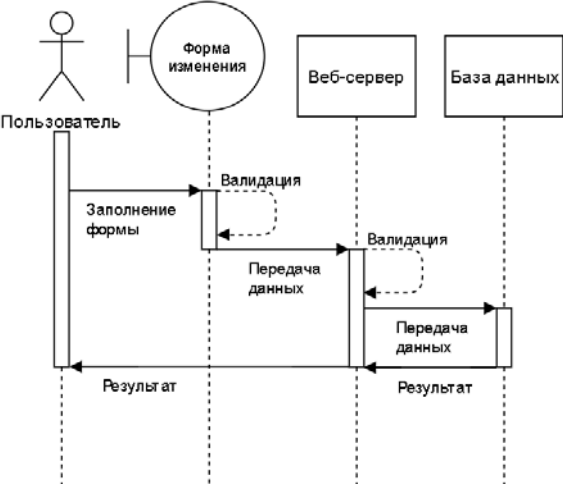 Форма
изменения
Веб-сервер
База данных
Пользователь
Валидация
Заполнение
формы
Валидация
Передача
данных
Передача
данных
Результат
Результат